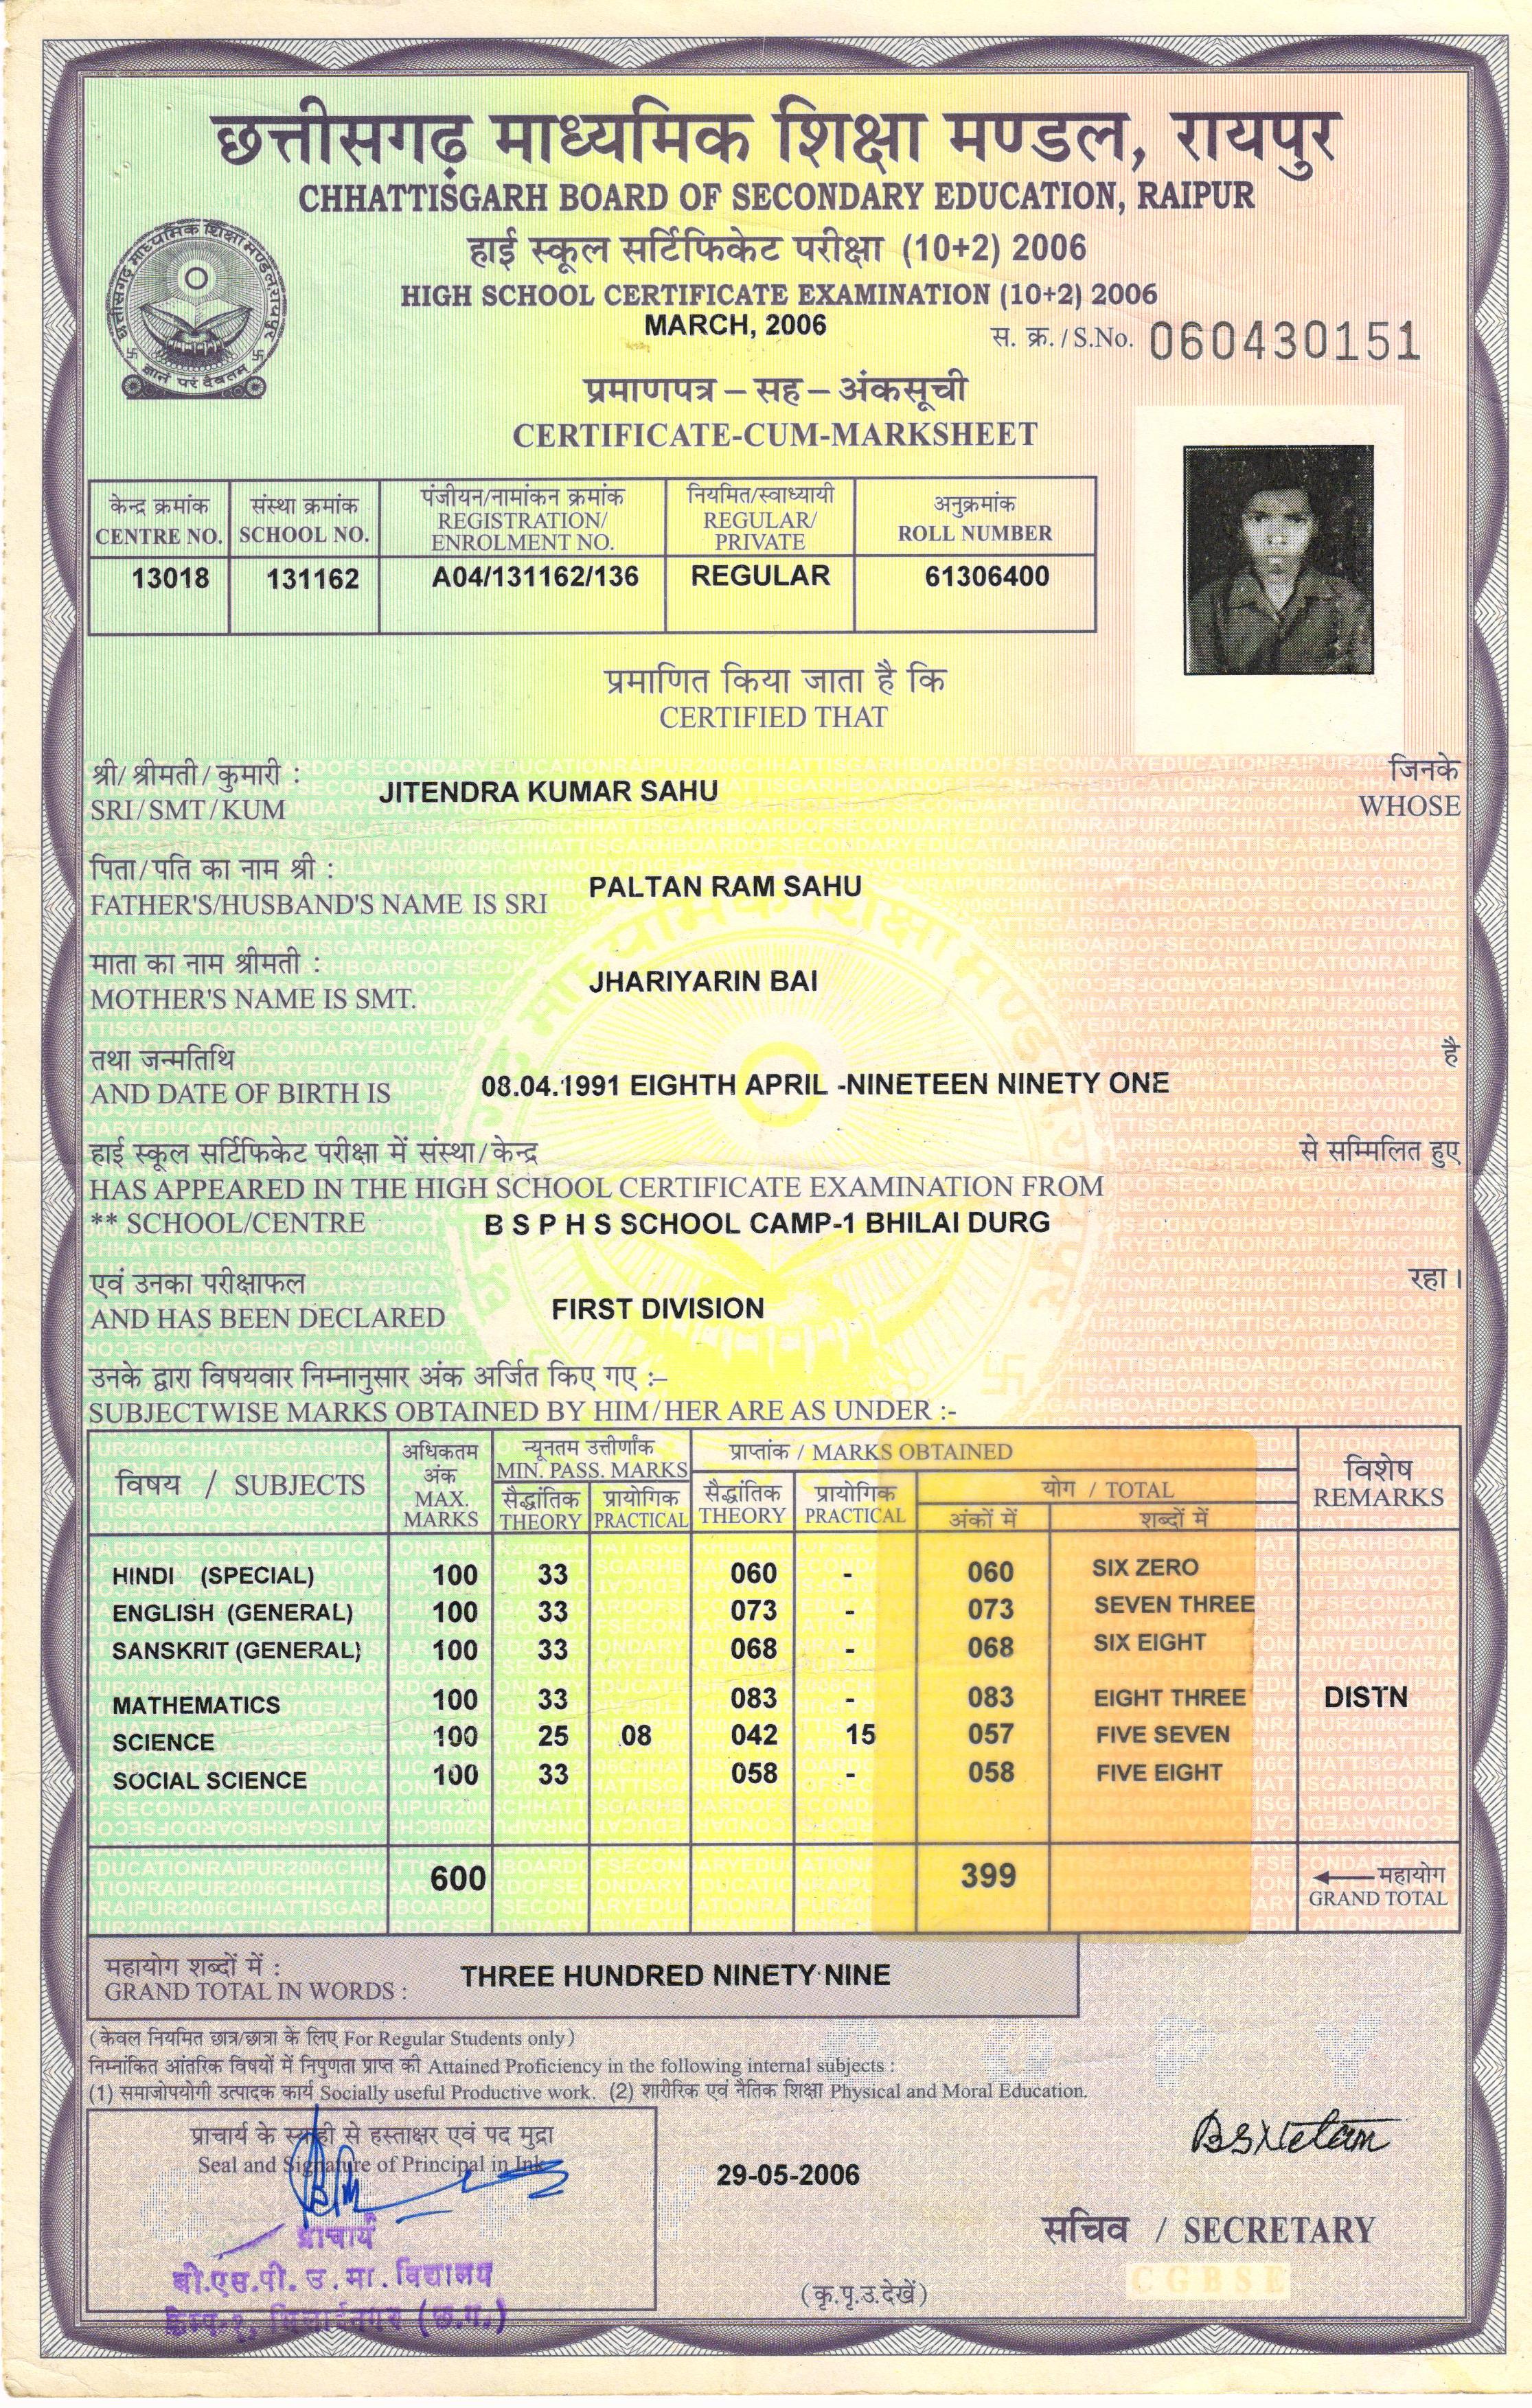 छत्तीसगढ़ माध्यमिक शिक्षा मण्डल, रायपुर
CHHATTISGARH BOARD OF SECONDARY EDUCATION, RAIPUR
हाई स्कूल सर्टिफिकेट परीक्षा (10+2) 2006
HIGH SCHOOL CERTIFICATE EXAMINATION (10+2) 2006
MARCH, 2006
स. क्र. / S.No. 060430151
प्रमाणपत्र – सह – अंकसूची
CERTIFICATE-CUM-MARKSHEET
छत्तीसगढ़ माध्यमिक शिक्षा मण्डल रायपुर
ज्ञानं परं दैवतम्
केन्द्र क्रमांक संस्था क्रमांक पंजीयन/नामांकन क्रमांक नियमित/स्वाध्यायी अनुक्रमांक
CENTRE NO. SCHOOL NO. REGISTRATION/ ENROLMENT NO. REGULAR/ PRIVATE ROLL NUMBER
13018 131162 A04/131162/136 REGULAR 61306400
प्रमाणित किया जाता है कि
CERTIFIED THAT
श्री/ श्रीमती / कुमारी : जिनके
SRI/SMT/KUM JITENDRA KUMAR SAHU WHOSE
पिता/पति का नाम श्री :
FATHER'S/HUSBAND'S NAME IS SRI PALTAN RAM SAHU
माता का नाम श्रीमती :
MOTHER'S NAME IS SMT. JHARIYARIN BAI
तथा जन्मतिथि है
AND DATE OF BIRTH IS 08.04.1991 EIGHTH APRIL -NINETEEN NINETY ONE
हाई स्कूल सर्टिफिकेट परीक्षा में संस्था/केन्द्र से सम्मिलित हुए
HAS APPEARED IN THE HIGH SCHOOL CERTIFICATE EXAMINATION FROM
** SCHOOL/CENTRE B S P H S SCHOOL CAMP-1 BHILAI DURG
एवं उनका परीक्षाफल रहा।
AND HAS BEEN DECLARED FIRST DIVISION
उनके द्वारा विषयवार निम्नानुसार अंक अर्जित किए गए :–
SUBJECTWISE MARKS OBTAINED BY HIM/HER ARE AS UNDER :-
विषय / SUBJECTS अधिकतम अंक MAX. MARKS न्यूनतम उत्तीर्णांक MIN. PASS. MARKS प्राप्तांक / MARKS OBTAINED विशेष REMARKS
सैद्धांतिक THEORY प्रायोगिक PRACTICAL सैद्धांतिक THEORY प्रायोगिक PRACTICAL योग / TOTAL
अंकों में शब्दों में
HINDI (SPECIAL) 100 33 060 - 060 SIX ZERO
ENGLISH (GENERAL) 100 33 073 - 073 SEVEN THREE
SANSKRIT (GENERAL) 100 33 068 - 068 SIX EIGHT
MATHEMATICS 100 33 083 - 083 EIGHT THREE DISTN
SCIENCE 100 25 08 042 15 057 FIVE SEVEN
SOCIAL SCIENCE 100 33 058 - 058 FIVE EIGHT
600 399 महायोग
GRAND TOTAL
महायोग शब्दों में :
GRAND TOTAL IN WORDS : THREE HUNDRED NINETY NINE
(केवल नियमित छात्र/छात्रा के लिए For Regular Students only)
निम्नांकित आंतरिक विषयों में निपुणता प्राप्त की Attained Proficiency in the following internal subjects :
(1) समाजोपयोगी उत्पादक कार्य Socially useful Productive work. (2) शारीरिक एवं नैतिक शिक्षा Physical and Moral Education.
प्राचार्य के स्याही से हस्ताक्षर एवं पद मुद्रा
Seal and Signature of Principal in Ink
29-05-2006
प्राचार्य
बी.एस.पी. उ. मा. विद्यालय
सचिव / SECRETARY
CGBSE
(कृ.पृ.उ.देखें)